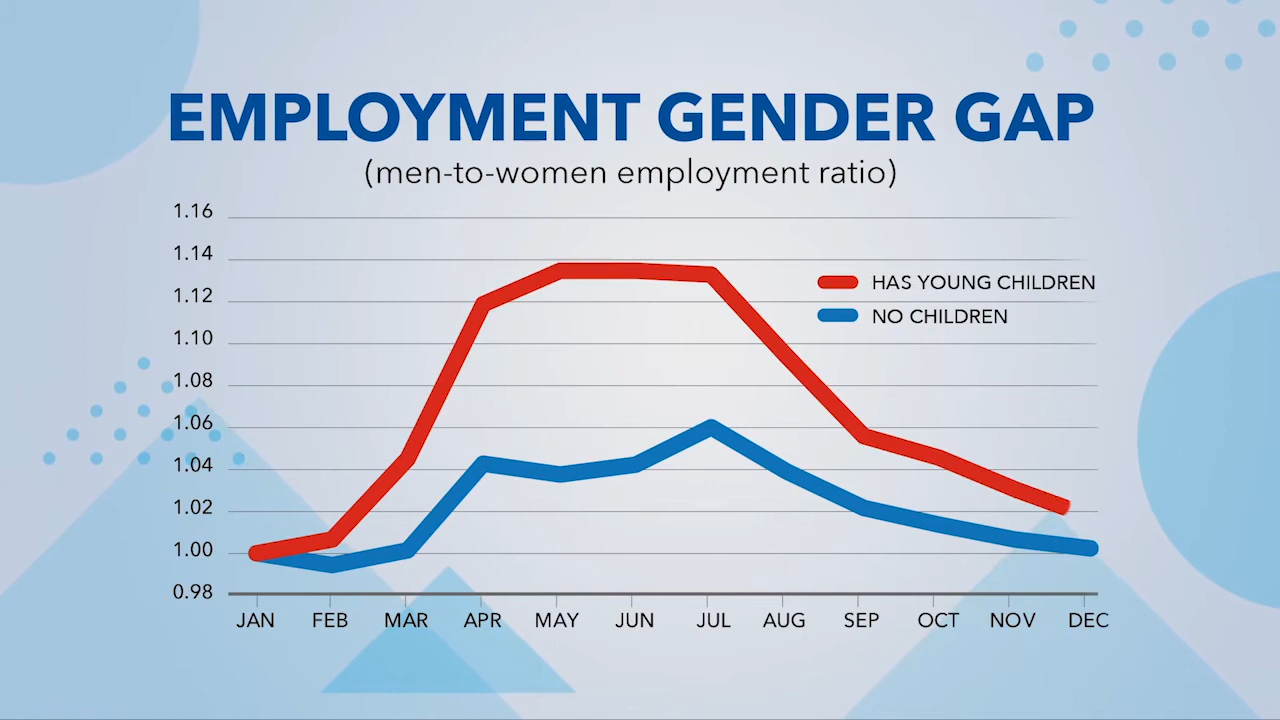 EMPLOYMENT GENDER GAP
(men-to-women employment ratio)
1.16
1.14
1.12
1.10
1.08
1.06
1.04
1.02
1.00
0.98
HAS YOUNG CHILDREN
NO CHILDREN
JAN FEB MAR APR MAY JUN JUL AUG SEP OCT NOV DEC